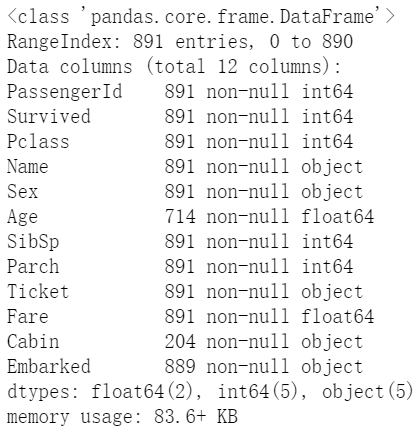 <class 'pandas.core.frame.DataFrame'>
RangeIndex: 891 entries, 0 to 890
Data columns (total 12 columns):
PassengerId    891 non-null int64
Survived       891 non-null int64
Pclass         891 non-null int64
Name           891 non-null object
Sex            891 non-null object
Age            714 non-null float64
SibSp          891 non-null int64
Parch          891 non-null int64
Ticket         891 non-null object
Fare           891 non-null float64
Cabin          204 non-null object
Embarked       889 non-null object
dtypes: float64(2), int64(5), object(5)
memory usage: 83.6+ KB